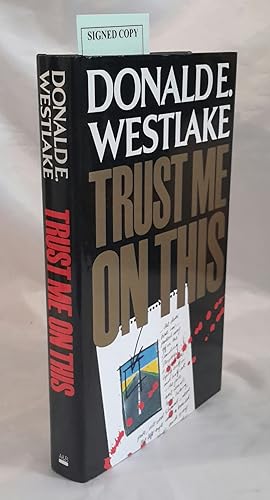 SIGNED COPY
DONALD E.
WESTLAKE
TRUST ME
ON THIS
DONALD E.
WESTLAKE
TRUST ME ON THIS